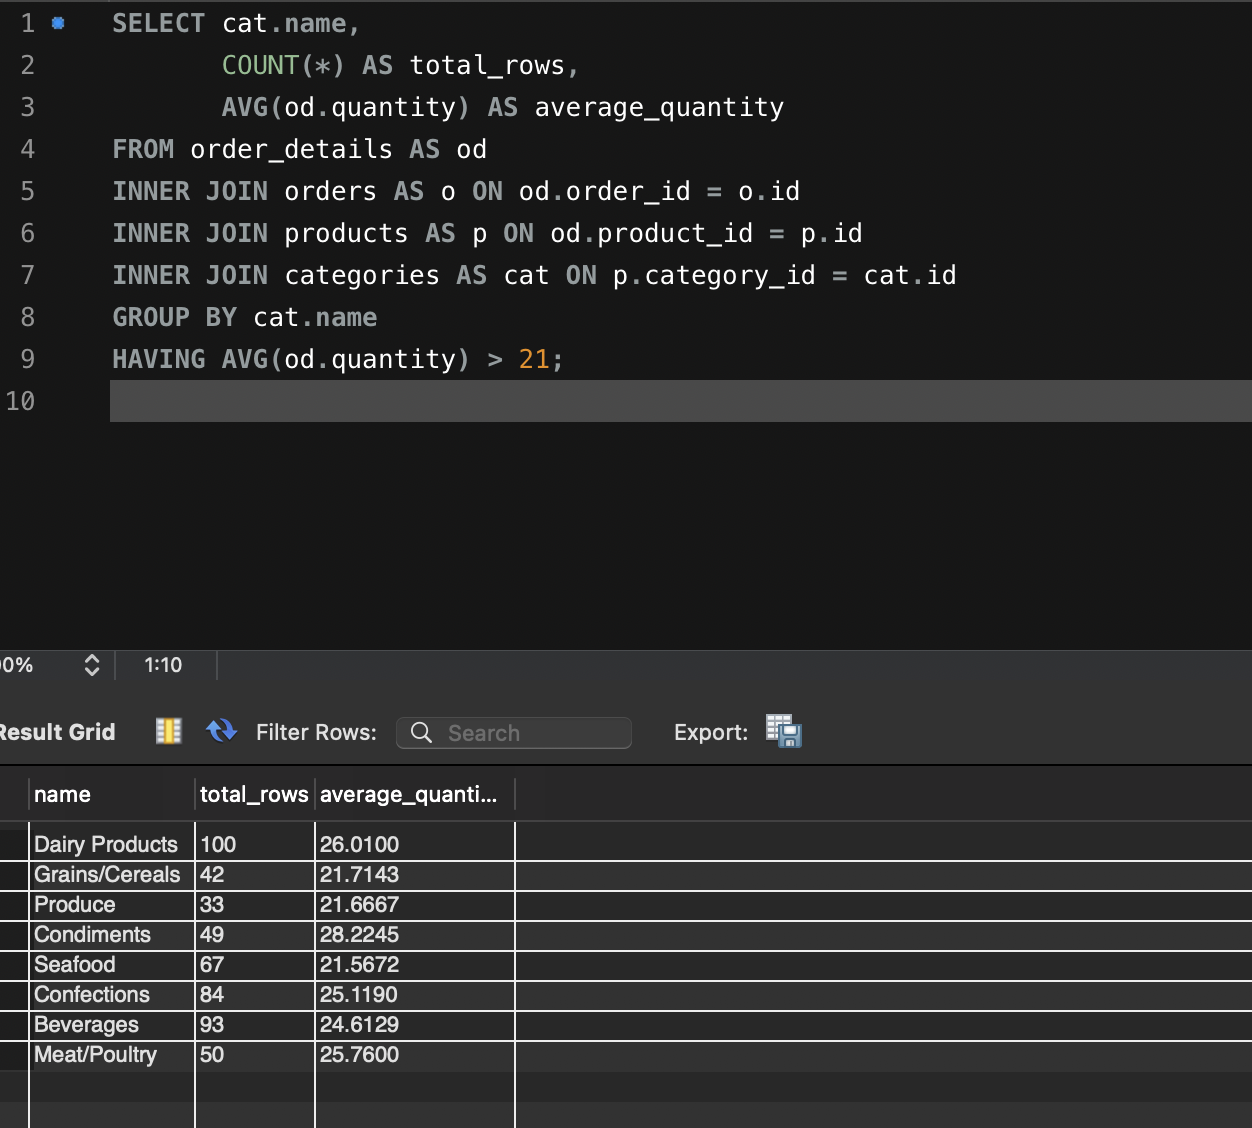 1 SELECT cat.name,
2 COUNT(*) AS total_rows,
3 AVG(od.quantity) AS average_quantity
4 FROM order_details AS od
5 INNER JOIN orders AS o ON od.order_id = o.id
6 INNER JOIN products AS p ON od.product_id = p.id
7 INNER JOIN categories AS cat ON p.category_id = cat.id
8 GROUP BY cat.name
9 HAVING AVG(od.quantity) > 21;
10
0% 1:10
Result Grid Filter Rows: Search Export:
name total_rows average_quanti...
Dairy Products 100 26.0100
Grains/Cereals 42 21.7143
Produce 33 21.6667
Condiments 49 28.2245
Seafood 67 21.5672
Confections 84 25.1190
Beverages 93 24.6129
Meat/Poultry 50 25.7600